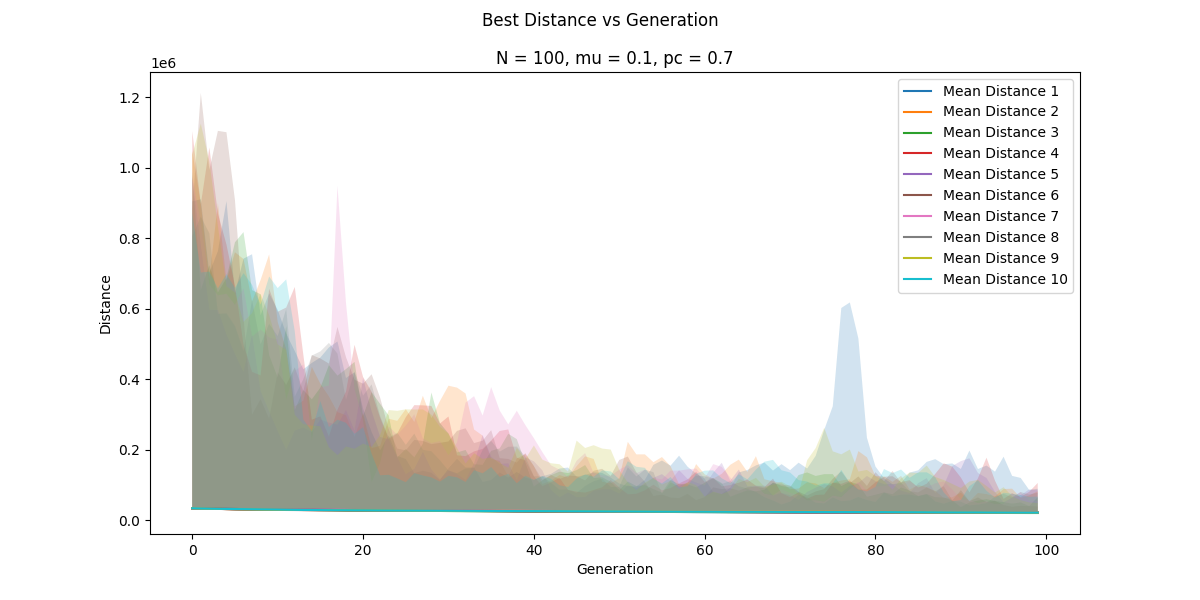 Best Distance vs Generation
N = 100, mu = 0.1, pc = 0.7
1e6
1.2
1.0
0.8
0.6
0.4
0.2
0.0
Distance
0
20
40
60
80
100
Generation
Mean Distance 1
Mean Distance 2
Mean Distance 3
Mean Distance 4
Mean Distance 5
Mean Distance 6
Mean Distance 7
Mean Distance 8
Mean Distance 9
Mean Distance 10